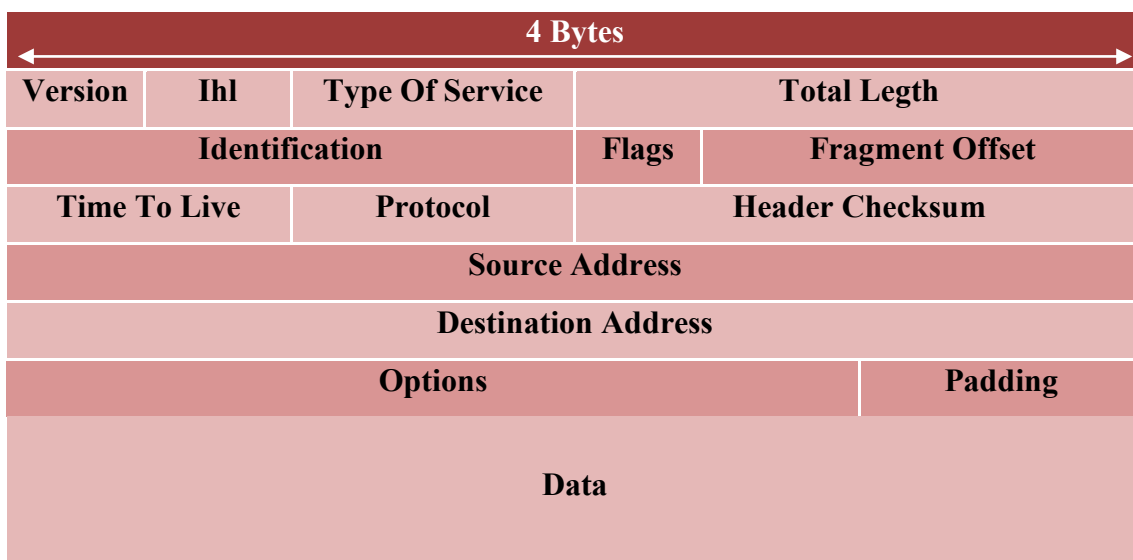 4 Bytes
Version Ihl Type Of Service Total Legth
Identification Flags Fragment Offset
Time To Live Protocol Header Checksum
Source Address
Destination Address
Options Padding
Data